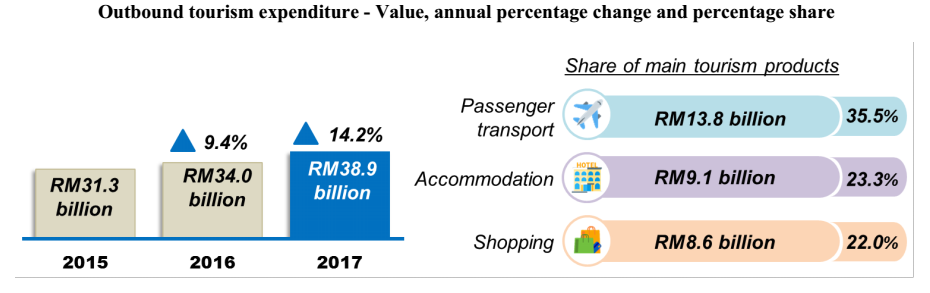 Outbound tourism expenditure - Value, annual percentage change and percentage share
9.4%
14.2%
RM31.3
billion
RM34.0
billion
RM38.9
billion
2015
2016
2017
Share of main tourism products
Passenger
transport
RM13.8 billion
35.5%
Accommodation
HOTEL
RM9.1 billion
23.3%
Shopping
RM8.6 billion
22.0%